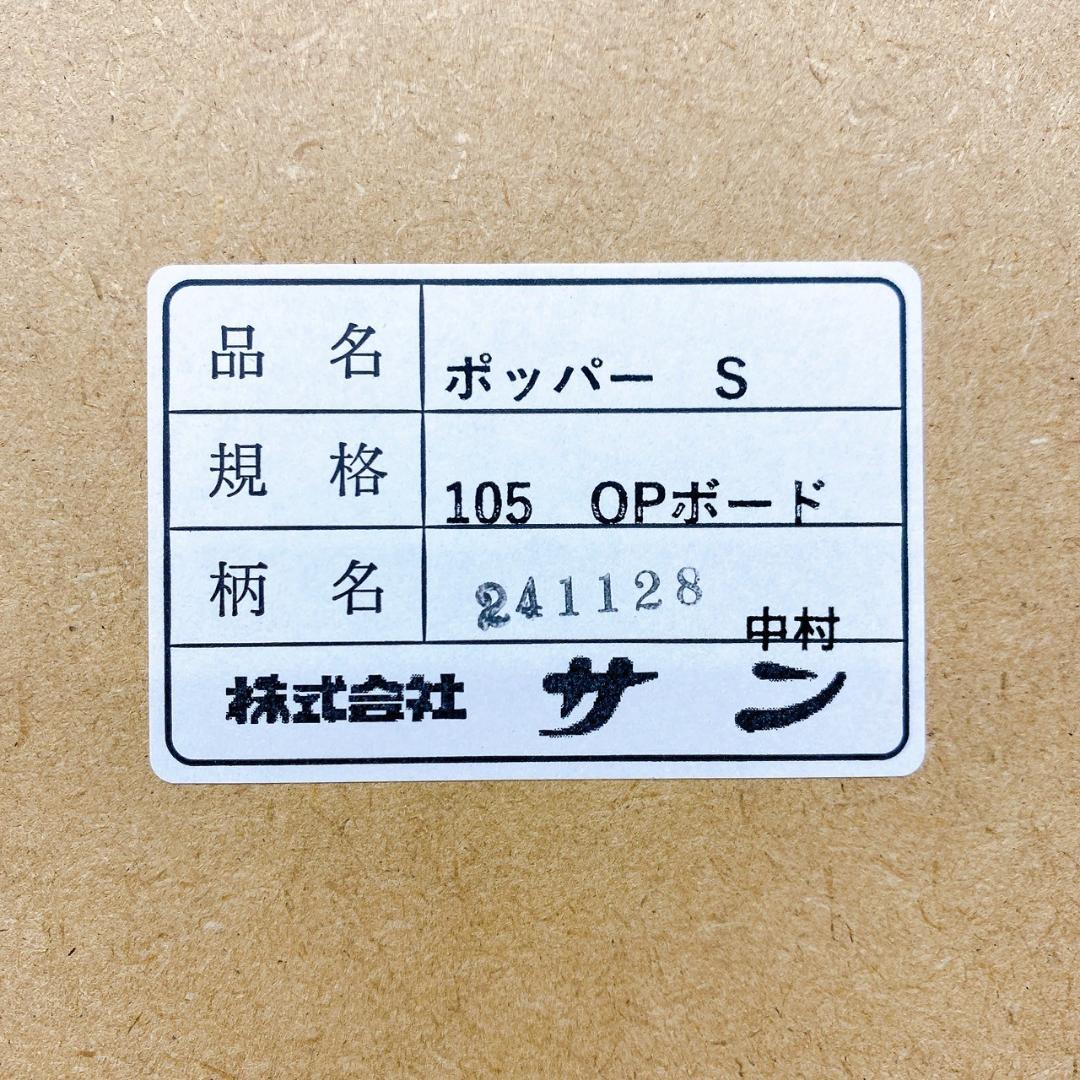 品名 ポッパー S
規格 105 OPボード
柄名 241128 中村
株式会社 サン